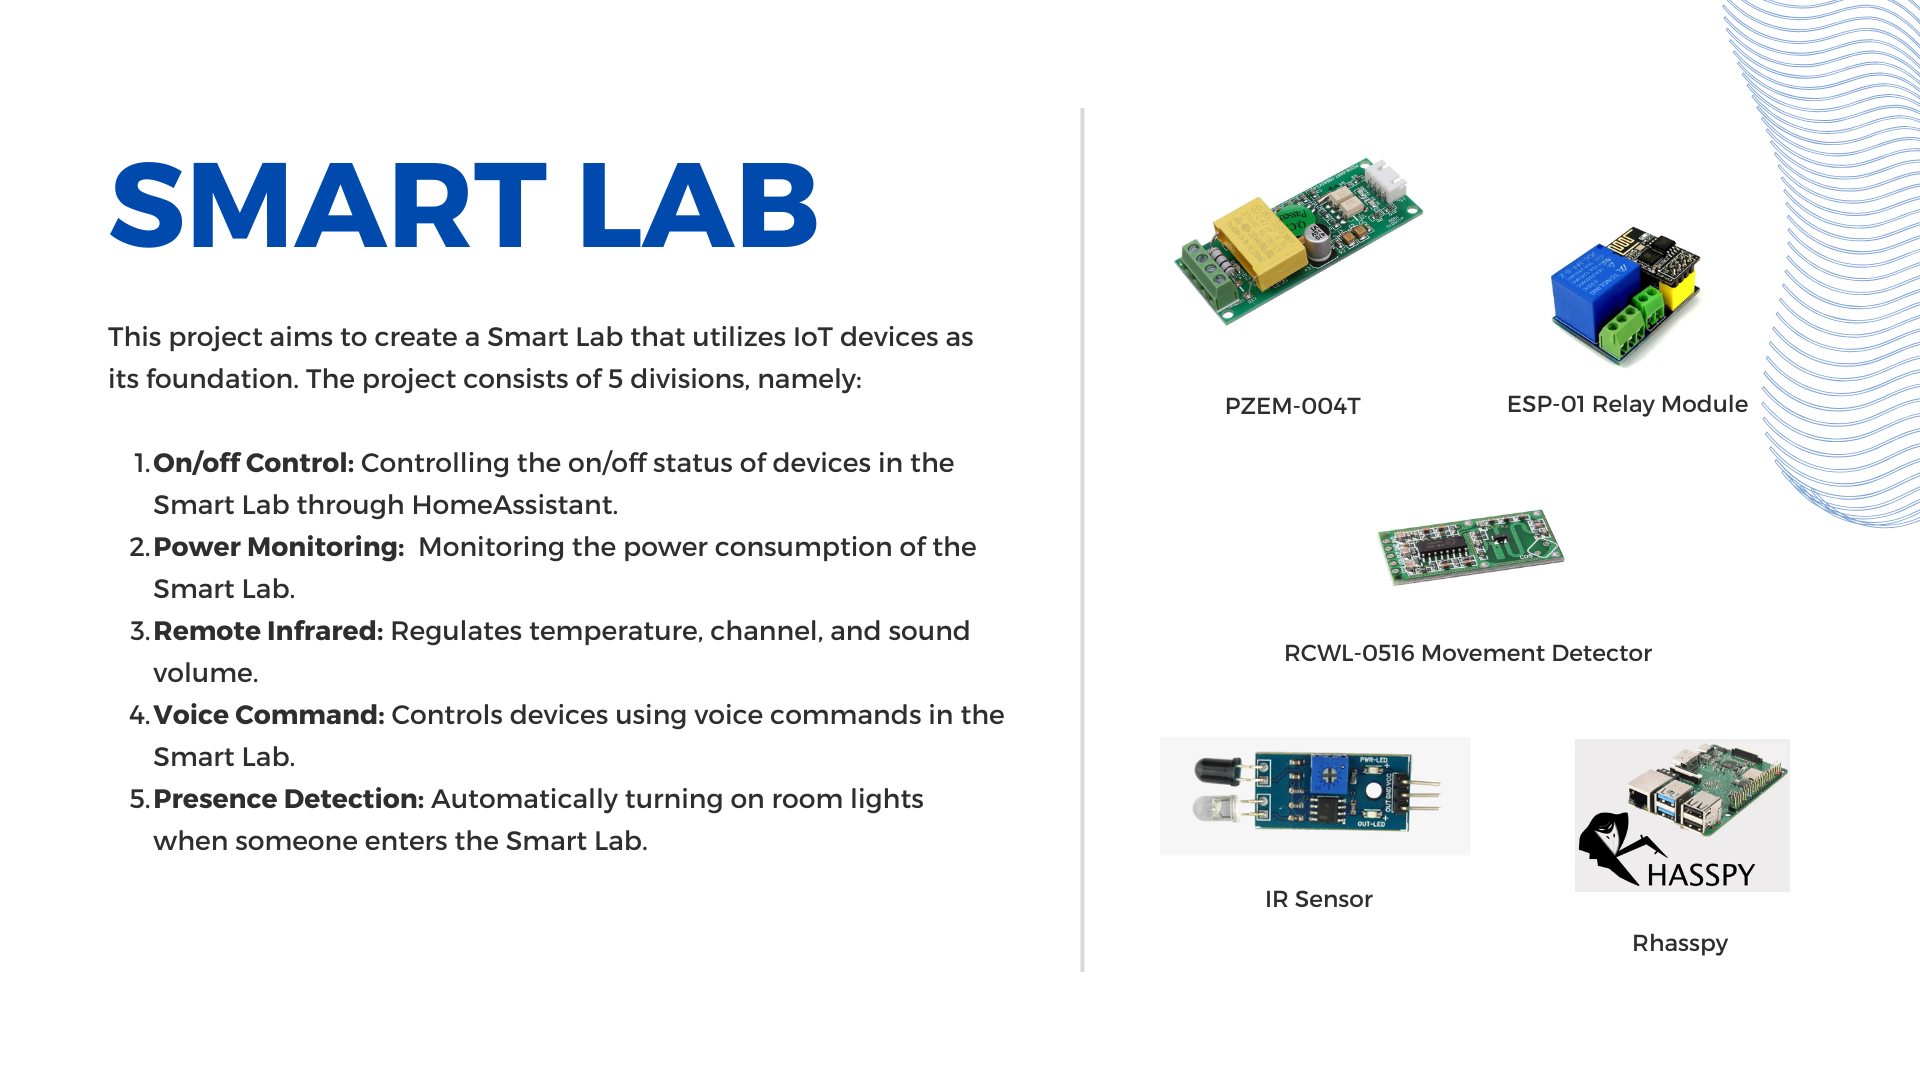 SMART LAB
This project aims to create a Smart Lab that utilizes IoT devices as
its foundation. The project consists of 5 divisions, namely:
1. On/off Control: Controlling the on/off status of devices in the
Smart Lab through HomeAssistant.
2. Power Monitoring:  Monitoring the power consumption of the
Smart Lab.
3. Remote Infrared: Regulates temperature, channel, and sound
volume.
4. Voice Command: Controls devices using voice commands in the
Smart Lab.
5. Presence Detection: Automatically turning on room lights
when someone enters the Smart Lab.
PZEM-004T
ESP-01 Relay Module
RCWL-0516 Movement Detector
PWR-LED
OUT GND VCC
OUT-LED
IR Sensor
HASSPY
Rhasspy